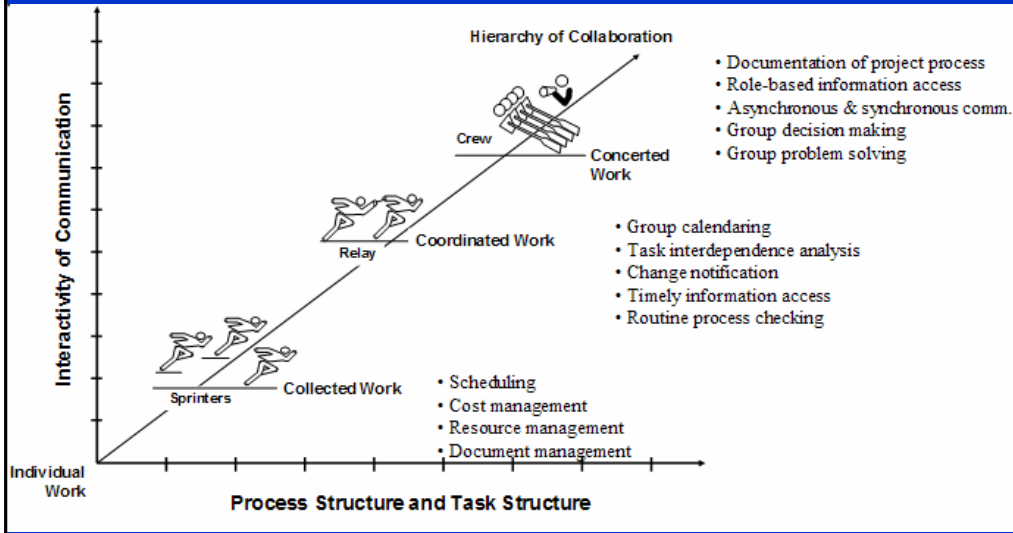 Hierarchy of Collaboration
• Documentation of project process
• Role-based information access
• Asynchronous & synchronous comm.
• Group decision making
• Group problem solving
Crew
Concerted
Work
• Group calendaring
• Task interdependence analysis
• Change notification
• Timely information access
• Routine process checking
Relay
Coordinated Work
Sprinters
Collected Work
• Scheduling
• Cost management
• Resource management
• Document management
Interactivity of Communication
Individual
Work
Process Structure and Task Structure